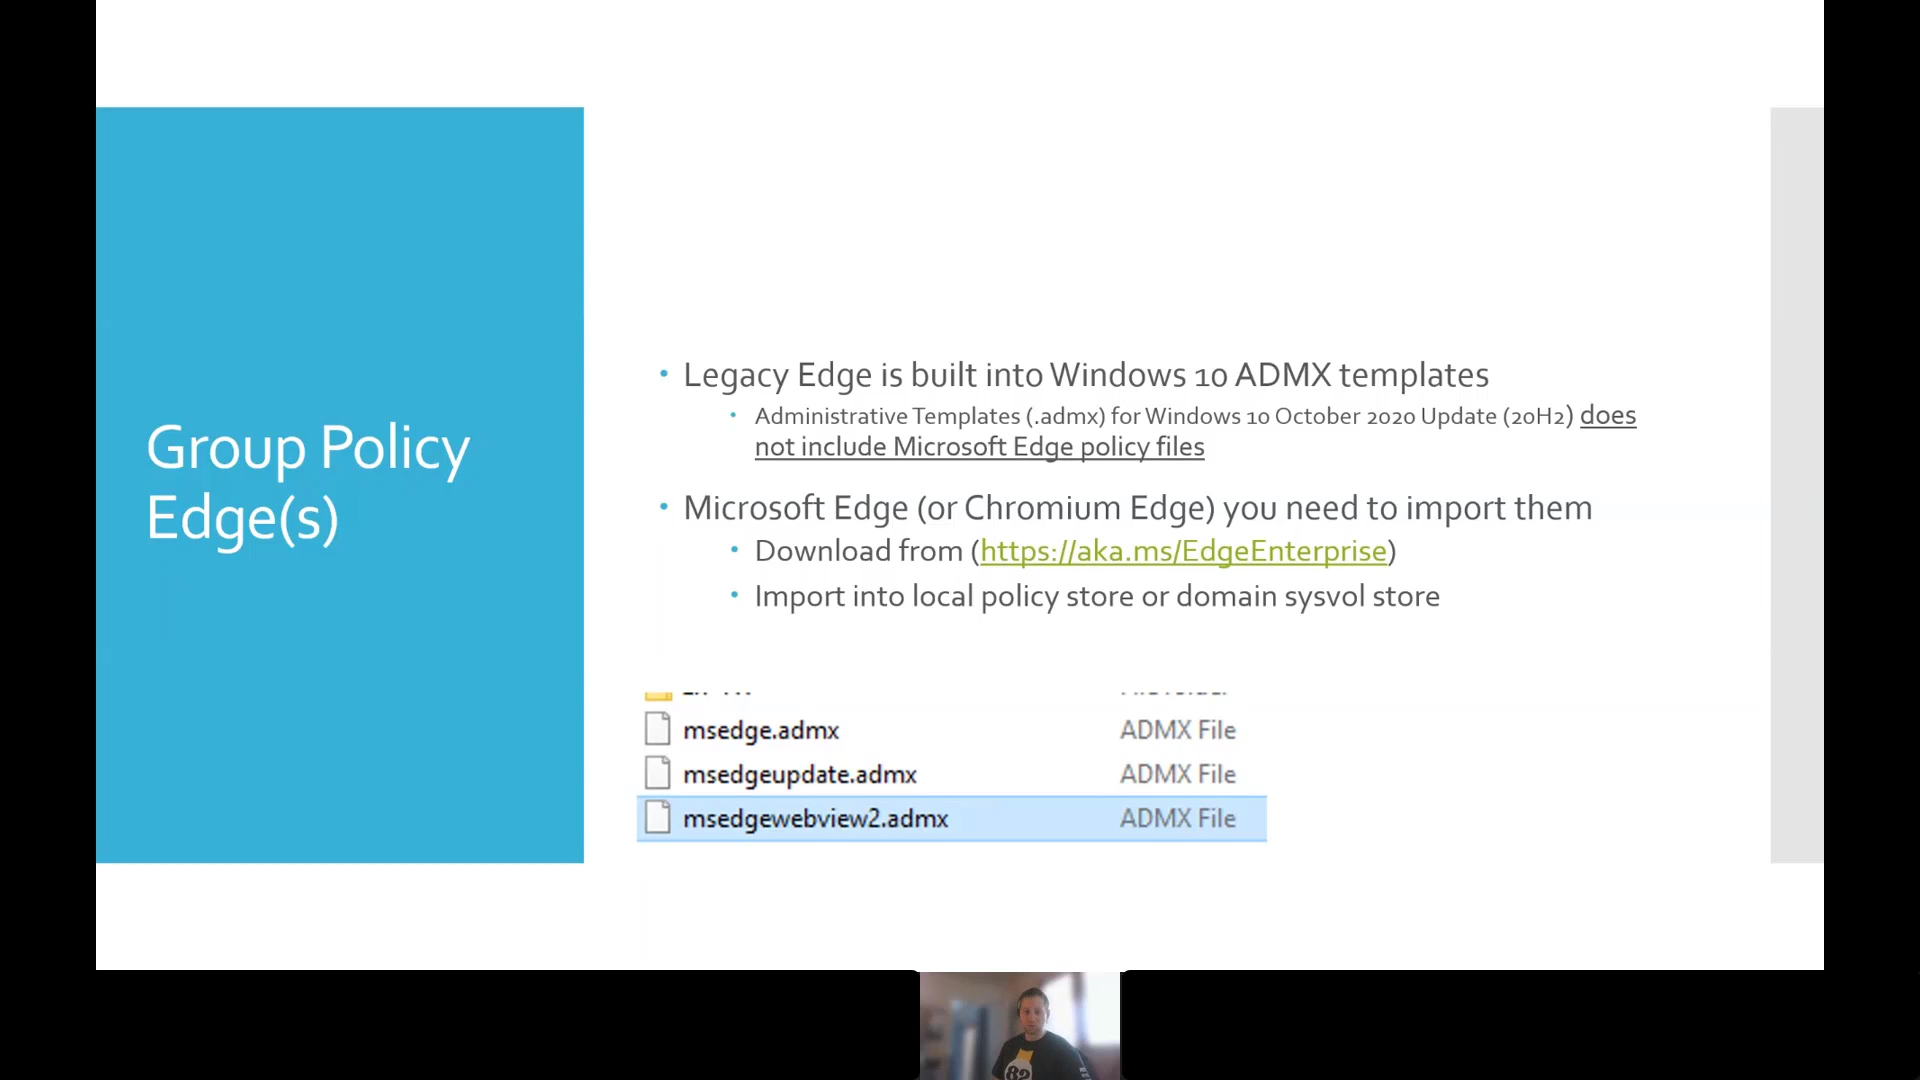 Group Policy
Edge(s)
• Legacy Edge is built into Windows 10 ADMX templates
• Administrative Templates (.admx) for Windows 10 October 2020 Update (20H2) does
not include Microsoft Edge policy files
• Microsoft Edge (or Chromium Edge) you need to import them
• Download from (https://aka.ms/EdgeEnterprise)
• Import into local policy store or domain sysvol store
msedge.admx ADMX File
msedgeupdate.admx ADMX File
msedgewebview2.admx ADMX File
82